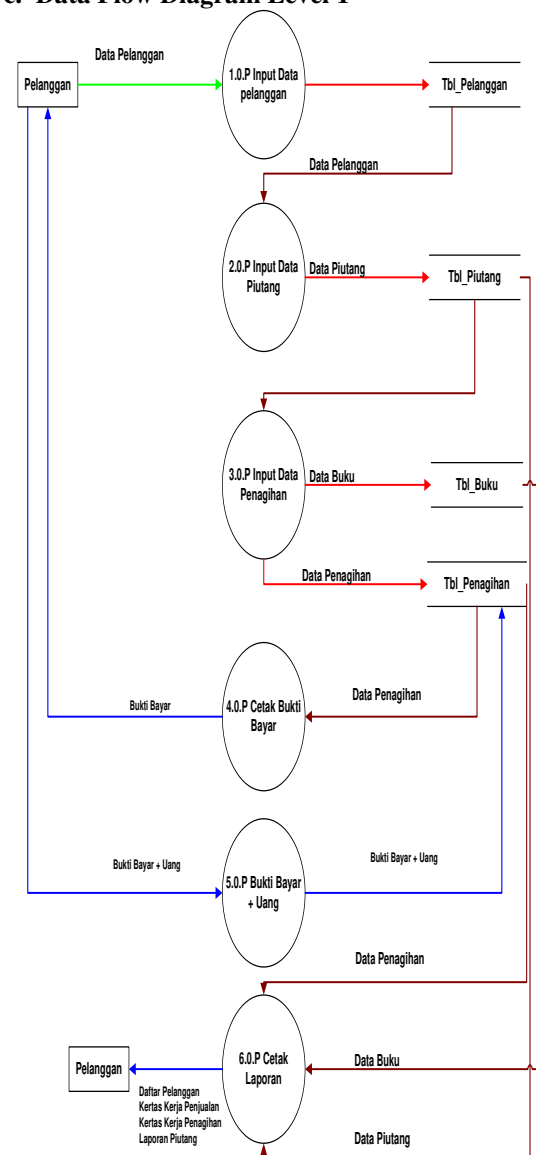 c. Data Flow Diagram Level 1
Data Pelanggan
Pelanggan
1.0.P Input Data
pelanggan
Tbl_Pelanggan
Data Pelanggan
2.0.P Input Data
Piutang
Data Piutang
Tbl_Piutang
3.0.P Input Data
Penagihan
Data Buku
Tbl_Buku
Data Penagihan
Tbl_Penagihan
Data Penagihan
Bukti Bayar
4.0.P Cetak Bukti
Bayar
Bukti Bayar + Uang
5.0.P Bukti Bayar
+ Uang
Bukti Bayar + Uang
Data Penagihan
Pelanggan
6.0.P Cetak
Laporan
Data Buku
Daftar Pelanggan
Kertas Kerja Penjualan
Kertas Kerja Penagihan
Laporan Piutang
Data Piutang